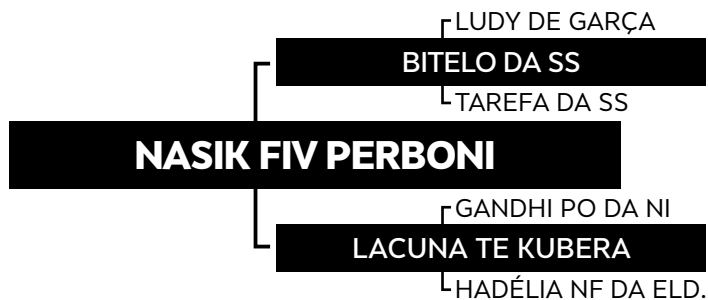 LUDY DE GARÇA
BITELO DA SS
TAREFA DA SS
NASIK FIV PERBONI
GANDHI PO DA NI
LACUNA TE KUBERA
HADÉLIA NF DA ELD.